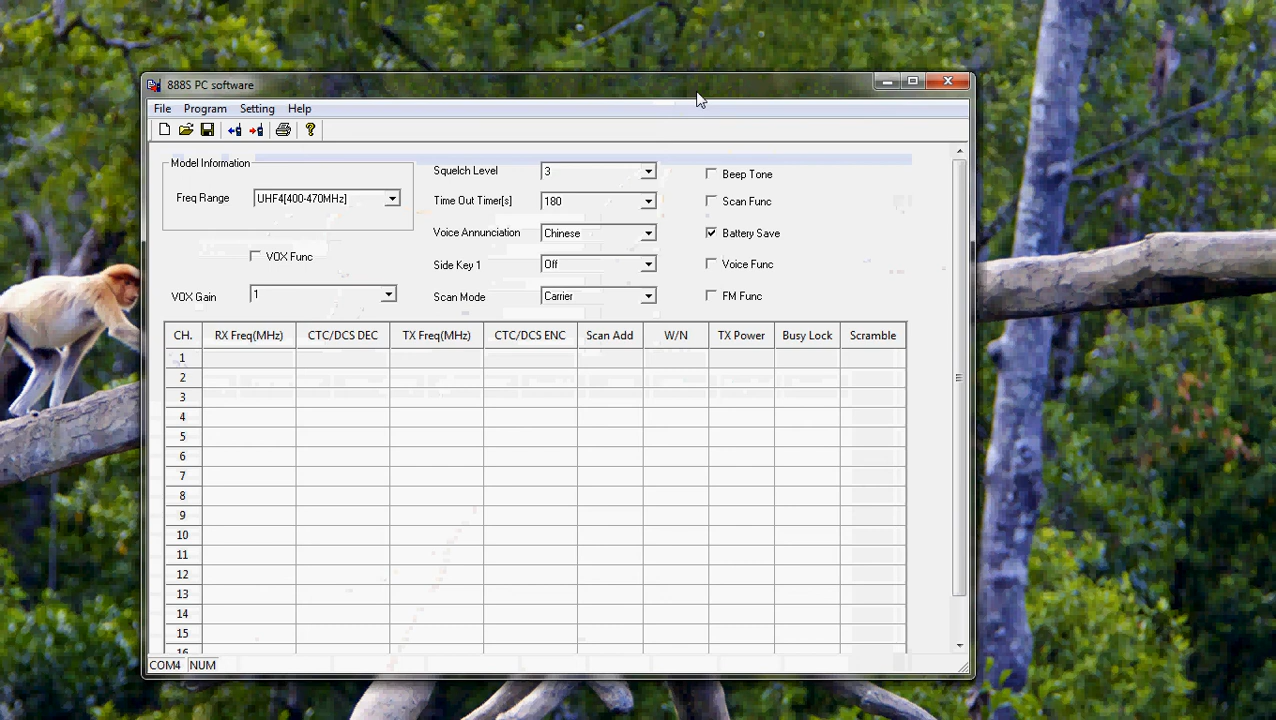 888S PC software
File Program Setting Help
Model Information
Freq Range UHF4[400-470MHz]
VOX Func
VOX Gain 1
Squelch Level 3
Time Out Timer[s] 180
Voice Annunciation Chinese
Side Key 1 Off
Scan Mode Carrier
Beep Tone
Scan Func
Battery Save
Voice Func
FM Func
CH. RX Freq(MHz) CTC/DCS DEC TX Freq(MHz) CTC/DCS ENC Scan Add W/N TX Power Busy Lock Scramble
1
2
3
4
5
6
7
8
9
10
11
12
13
14
15
16
COM4 NUM